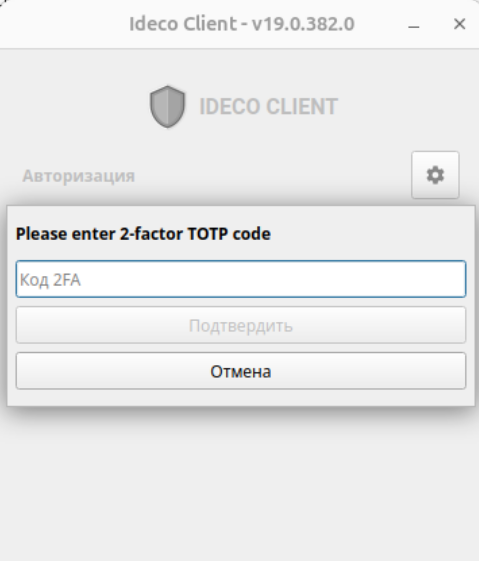 Ideco Client - v19.0.382.0
IDECO CLIENT
Авторизация
Please enter 2-factor TOTP code
Код 2FA
Подтвердить
Отмена